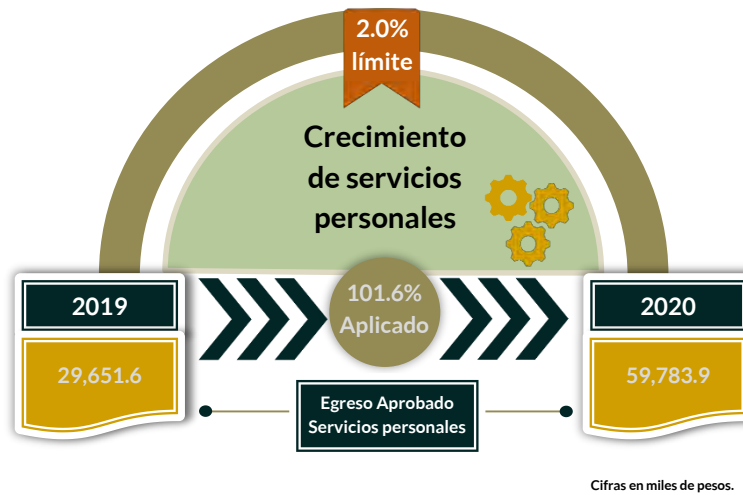 2.0%
límite
Crecimiento
de servicios
personales
2019
101.6%
Aplicado
2020
29,651.6
59,783.9
Egreso Aprobado
Servicios personales
Cifras en miles de pesos.